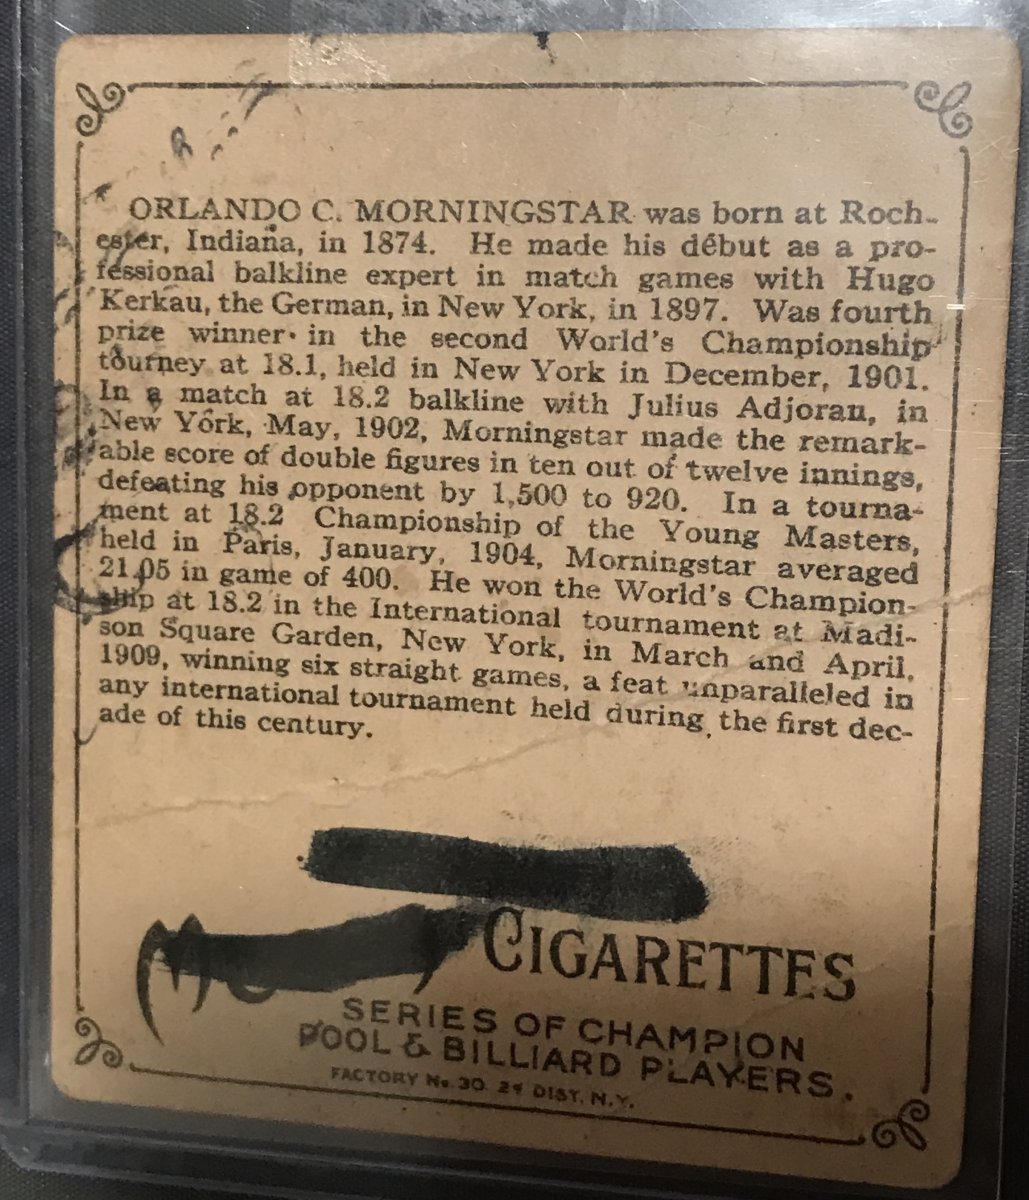 ORLANDO C. MORNINGSTAR was born at Roch-
ester, Indiana, in 1874. He made his début as a pro-
fessional balkline expert in match games with Hugo
Kerkau, the German, in New York, in 1897. Was fourth
prize winner in the second World's Championship
tourney at 18.1, held in New York in December, 1901.
In a match at 18.2 balkline with Julius Adjorau, in
New York, May, 1902, Morningstar made the remark-
able score of double figures in ten out of twelve innings,
defeating his opponent by 1,500 to 920. In a tourna-
ment at 18.2 Championship of the Young Masters,
held in Paris, January, 1904, Morningstar averaged
21.05 in game of 400. He won the World's Champion-
ship at 18.2 in the International tournament at Madi-
son Square Garden, New York, in March and April,
1909, winning six straight games, a feat unparalleled in
any international tournament held during the first dec-
ade of this century.
CIGARETTES
SERIES OF CHAMPION
POOL & BILLIARD PLAYERS.
FACTORY No. 30. 2d DIST. N.Y.